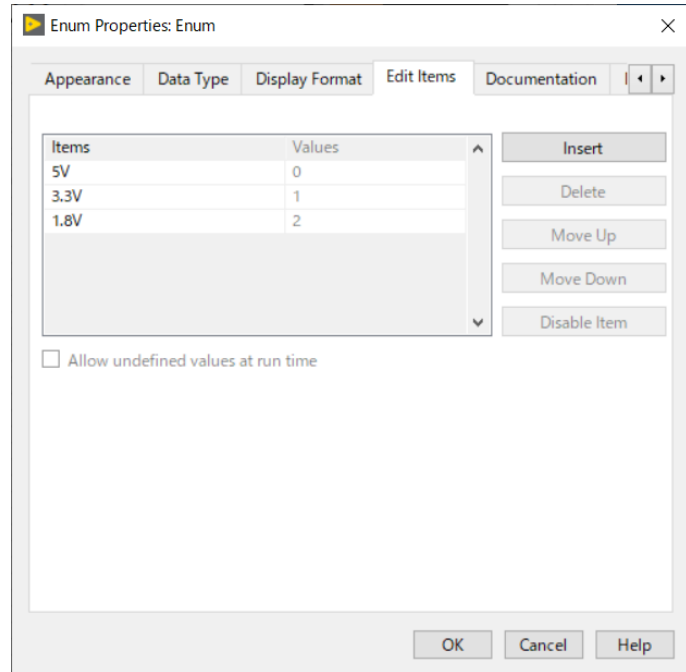 Enum Properties: Enum
Appearance Data Type Display Format Edit Items Documentation
Items Values
5V 0
3.3V 1
1.8V 2
Insert
Delete
Move Up
Move Down
Disable Item
Allow undefined values at run time
OK Cancel Help